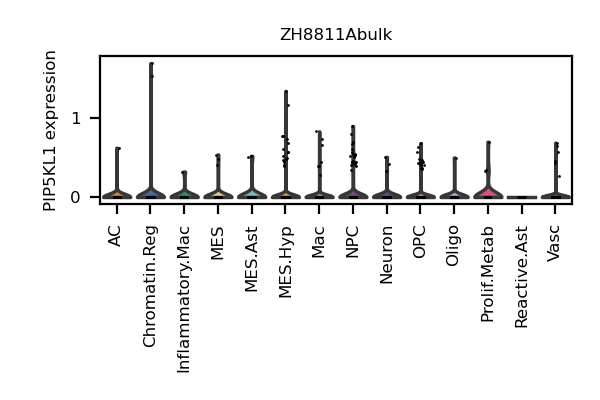 ZH8811Abulk
PIP5KL1 expression
1
0
AC
Chromatin.Reg
Inflammatory.Mac
MES
MES.Ast
MES.Hyp
Mac
NPC
Neuron
OPC
Oligo
Prolif.Metab
Reactive.Ast
Vasc